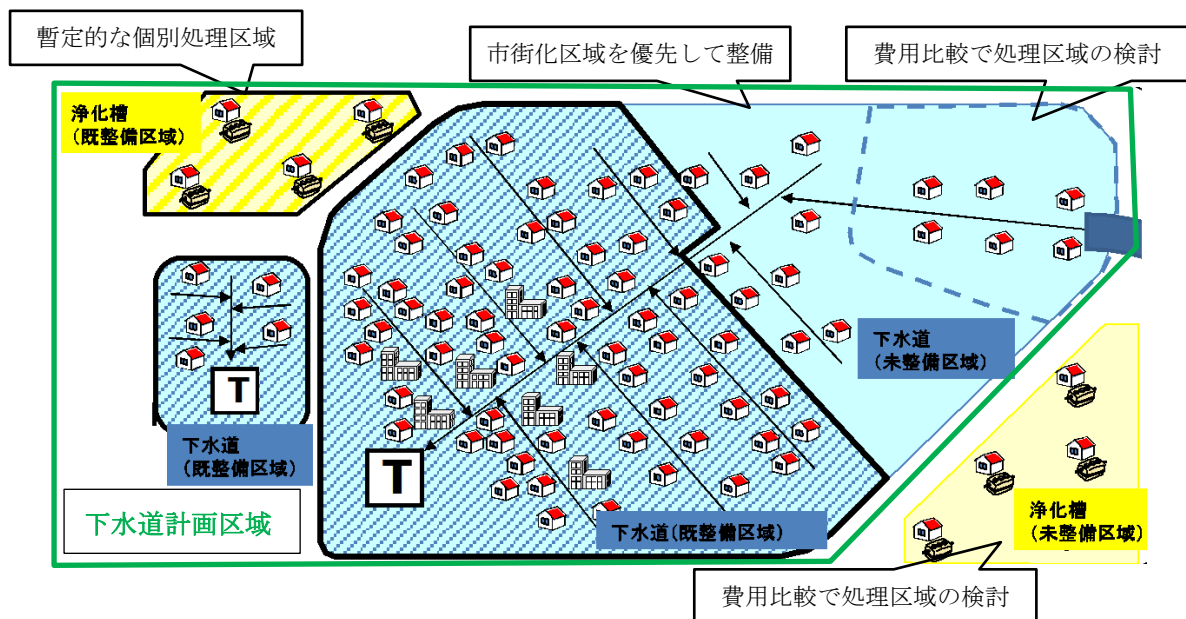 暫定的な個別処理区域
市街化区域を優先して整備
費用比較で処理区域の検討
浄化槽
(既整備区域)
下水道
(未整備区域)
T
下水道
(既整備区域)
T
浄化槽
(未整備区域)
下水道計画区域
下水道(既整備区域)
費用比較で処理区域の検討